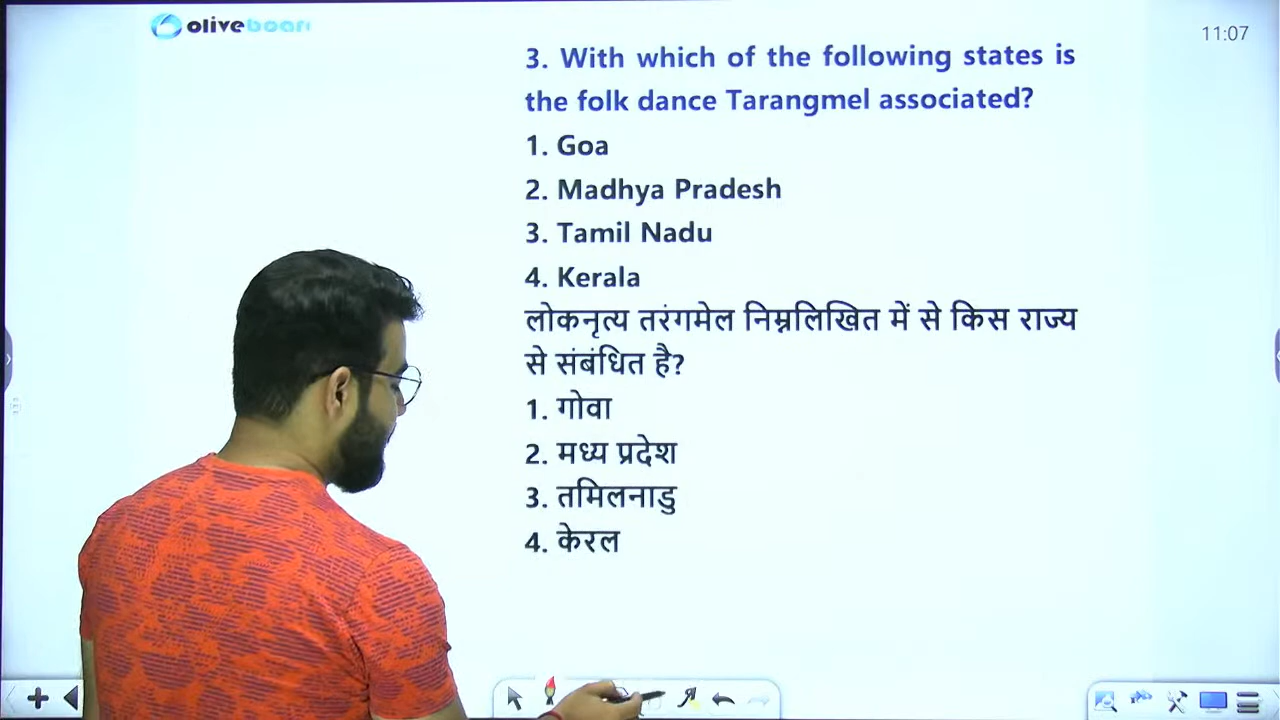 oliveboard
11:07
3. With which of the following states is
the folk dance Tarangmel associated?
1. Goa
2. Madhya Pradesh
3. Tamil Nadu
4. Kerala
लोकनृत्य तरंगमेल निम्नलिखित में से किस राज्य
से संबंधित है?
1. गोवा
2. मध्य प्रदेश
3. तमिलनाडु
4. केरल